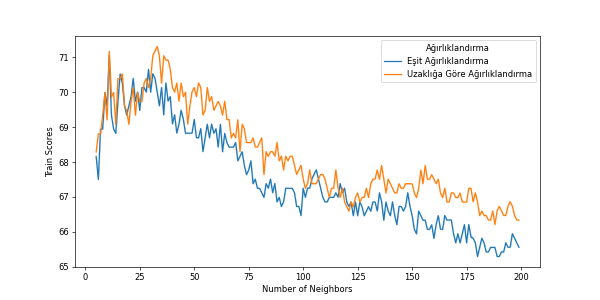 Ağırlıklandırma
Eşit Ağırlıklandırma
Uzaklığa Göre Ağırlıklandırma
Train Scores
71
70
69
68
67
66
65
0 25 50 75 100 125 150 175 200
Number of Neighbors